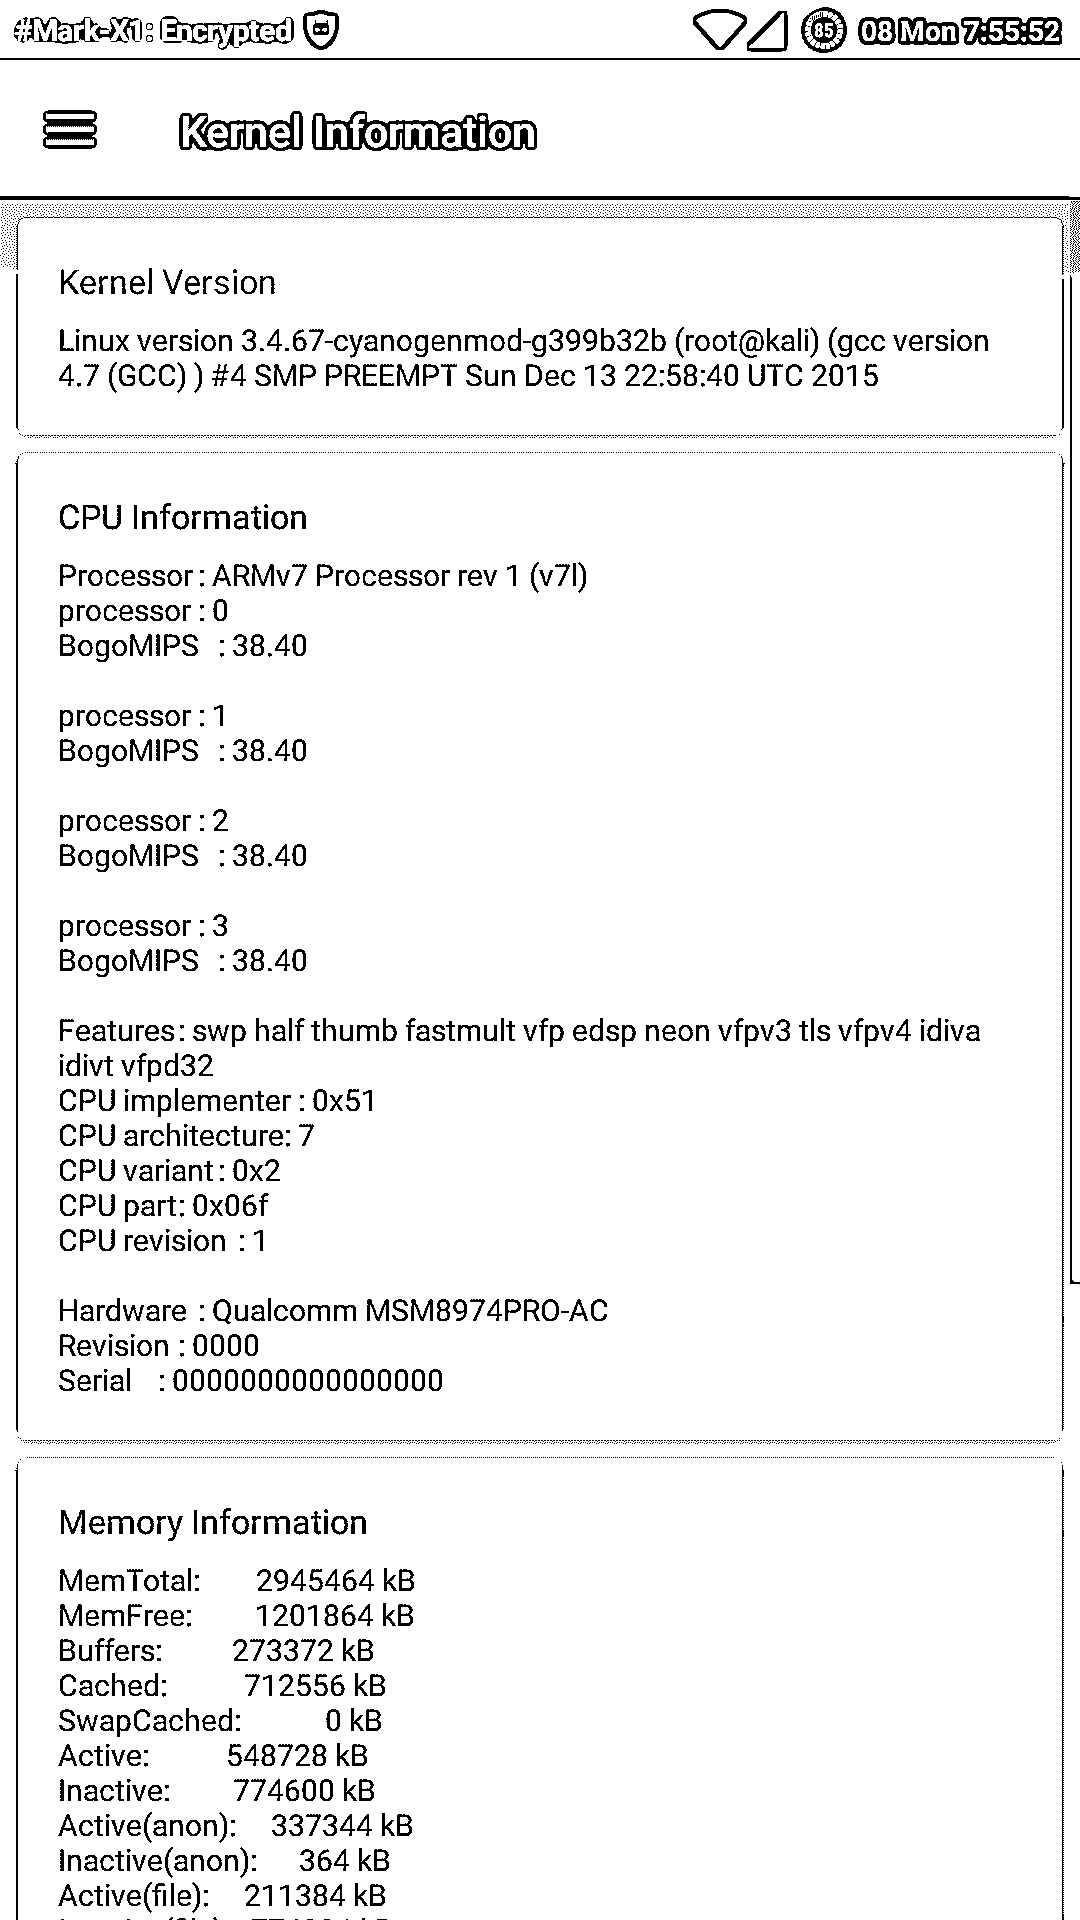 #Mark-X1: Encrypted 85 08 Mon 7:55:52
Kernel Information
Kernel Version
Linux version 3.4.67-cyanogenmod-g399b32b (root@kali) (gcc version
4.7 (GCC) ) #4 SMP PREEMPT Sun Dec 13 22:58:40 UTC 2015
CPU Information
Processor : ARMv7 Processor rev 1 (v7l)
processor : 0
BogoMIPS : 38.40
processor : 1
BogoMIPS : 38.40
processor : 2
BogoMIPS : 38.40
processor : 3
BogoMIPS : 38.40
Features : swp half thumb fastmult vfp edsp neon vfpv3 tls vfpv4 idiva
idivt vfpd32
CPU implementer : 0x51
CPU architecture: 7
CPU variant : 0x2
CPU part : 0x06f
CPU revision : 1
Hardware : Qualcomm MSM8974PRO-AC
Revision : 0000
Serial : 0000000000000000
Memory Information
MemTotal: 2945464 kB
MemFree: 1201864 kB
Buffers: 273372 kB
Cached: 712556 kB
SwapCached: 0 kB
Active: 548728 kB
Inactive: 774600 kB
Active(anon): 337344 kB
Inactive(anon): 364 kB
Active(file): 211384 kB